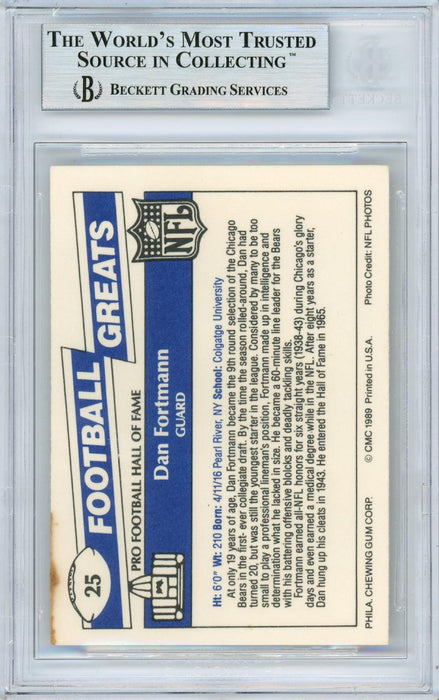 THE WORLD'S MOST TRUSTED
SOURCE IN COLLECTING™
B BECKETT GRADING SERVICES
25
FOOTBALL
GREATS
PRO FOOTBALL HALL OF FAME
Dan Fortmann
GUARD
NFL
Ht: 6'0" Wt: 210 Born: 4/11/16 Pearl River, NY School: Colgatge University
At only 19 years of age, Dan Fortmann became the 9th round selection of the Chicago
Bears in the first- ever collegiate draft. By the time the season rolled-around, Dan had
turned 20, but was still the youngest starter in the league. Considered by many to be too
small to play a professional lineman's position, Fortmann made up in intelligence and
determination what he lacked in size. He became a 60-minute line leader for the Bears
with his battering offensive blolcks and deadly tackling skills.
Fortmann earned all-NFL honors for six straight years (1938-43) during Chicago's glory
days and even earned a medical degree while in the NFL. After eight years as a starter,
Dan hung up his cleats in 1943. He entered the Hall of Fame in 1965.
PHILA. CHEWING GUM CORP. © CMC 1989 Printed in U.S.A. Photo Credit: NFL PHOTOS